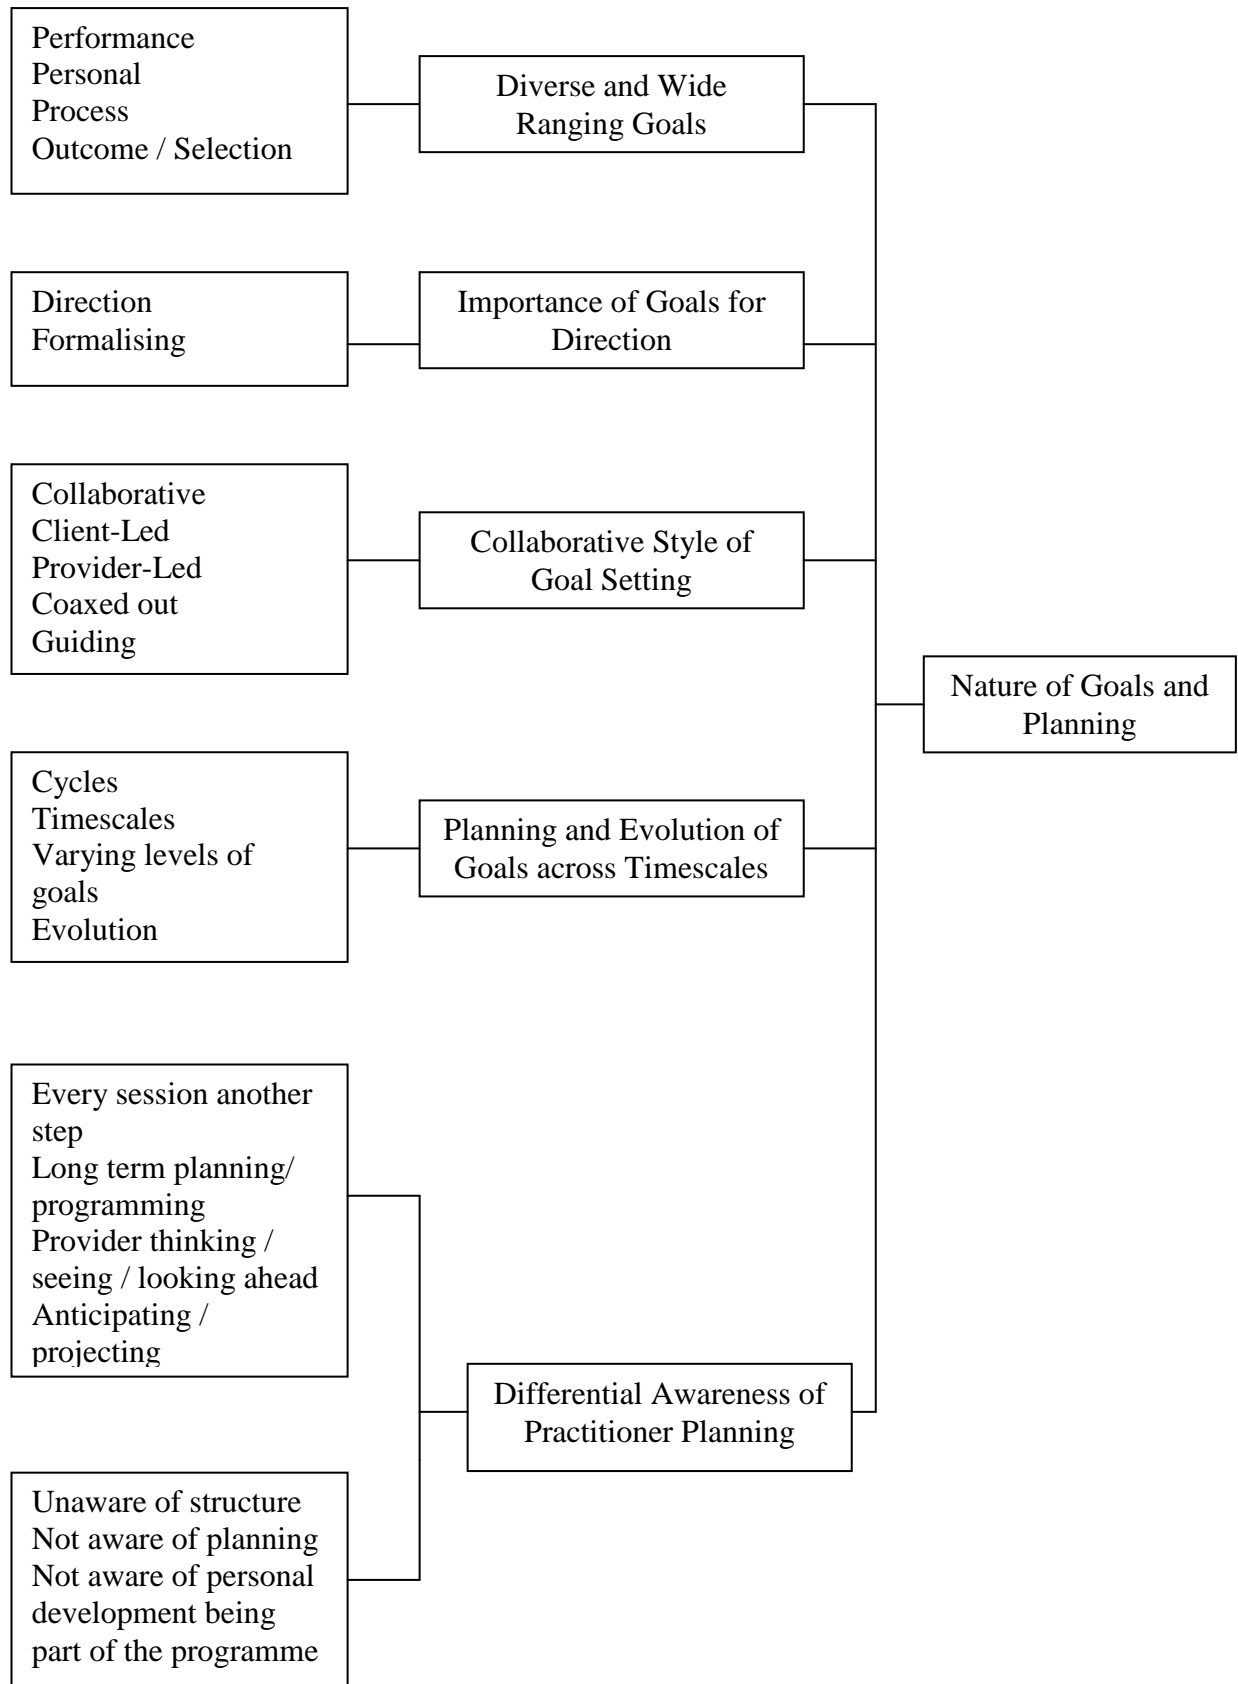 Performance
Personal
Process
Outcome / Selection
Diverse and Wide
Ranging Goals
Direction
Formalising
Importance of Goals for
Direction
Collaborative
Client-Led
Provider-Led
Coaxed out
Guiding
Collaborative Style of
Goal Setting
Nature of Goals and
Planning
Cycles
Timescales
Varying levels of
goals
Evolution
Planning and Evolution of
Goals across Timescales
Every session another
step
Long term planning/
programming
Provider thinking /
seeing / looking ahead
Anticipating /
projecting
Differential Awareness of
Practitioner Planning
Unaware of structure
Not aware of planning
Not aware of personal
development being
part of the programme